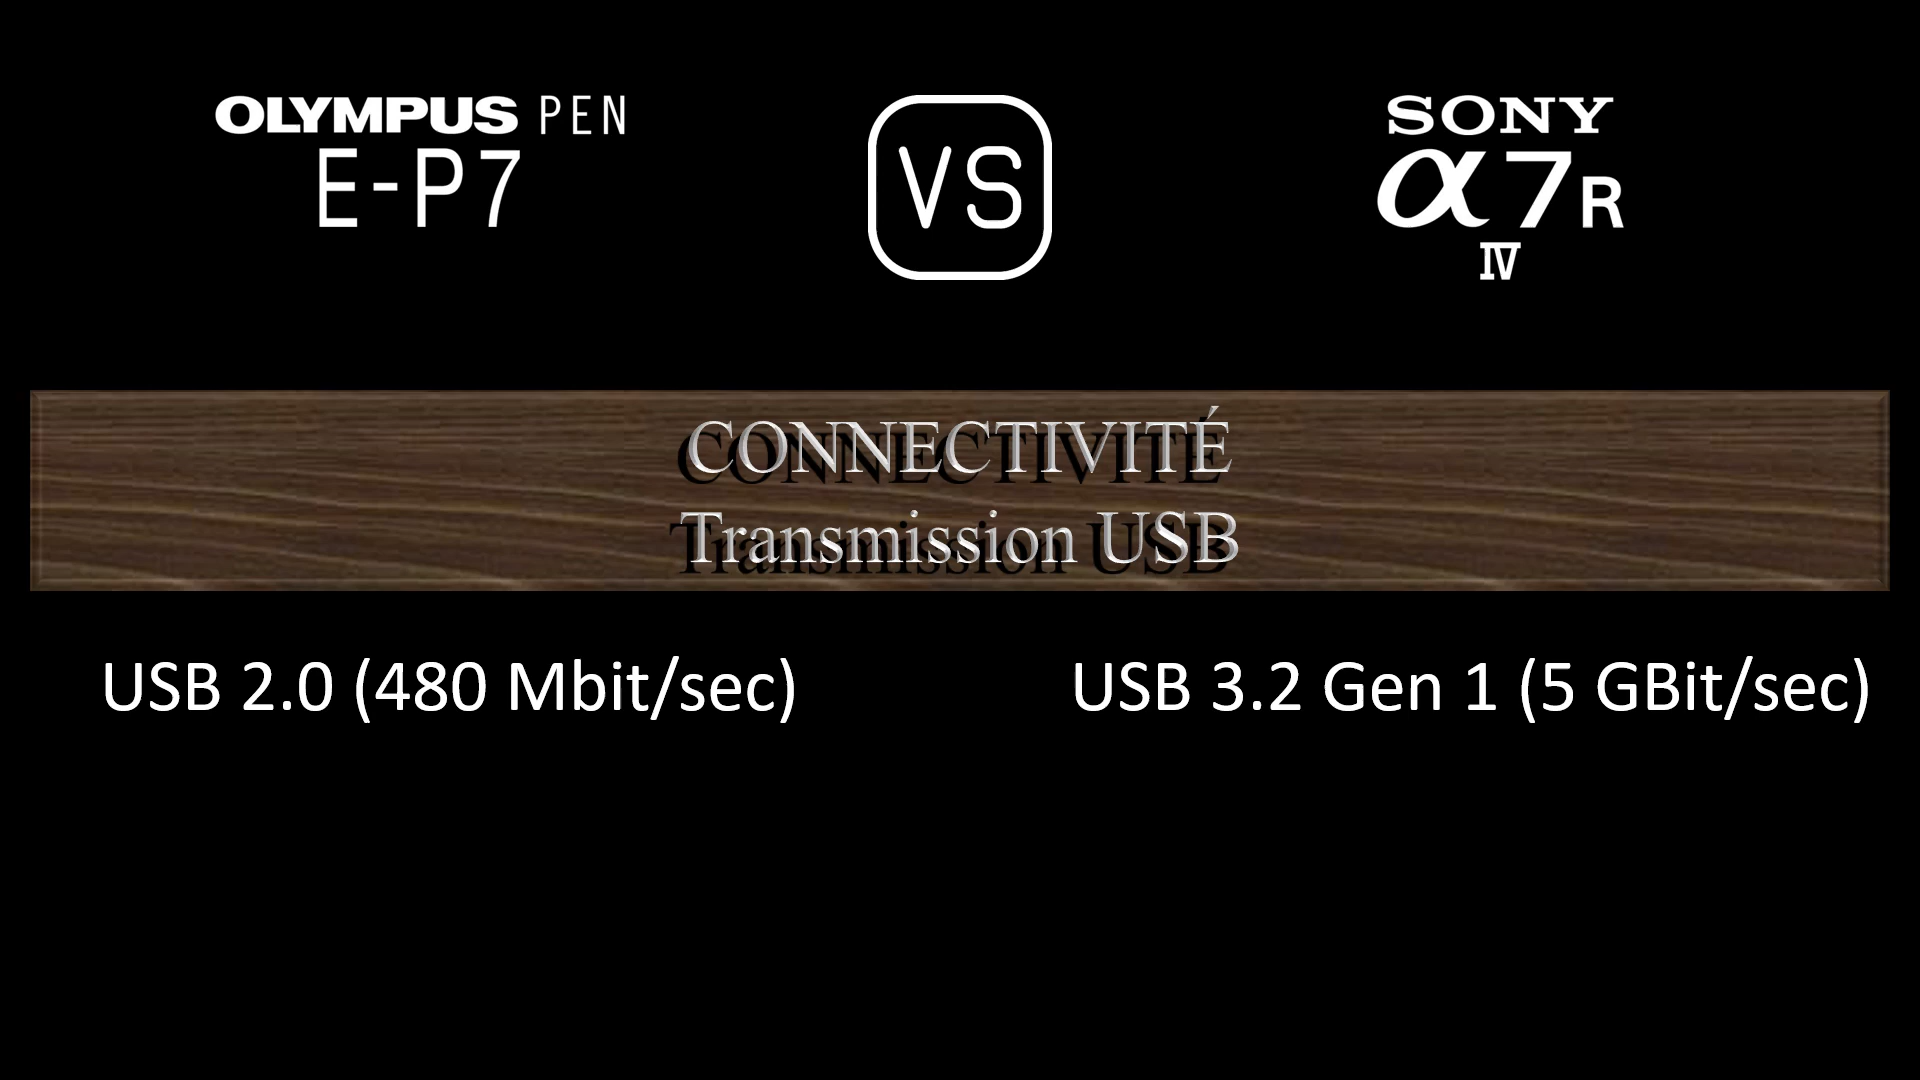 OLYMPUS PEN
E-P7
VS
SONY
α7R
IV
CONNECTIVITÉ
Transmission USB
USB 2.0 (480 Mbit/sec)
USB 3.2 Gen 1 (5 GBit/sec)